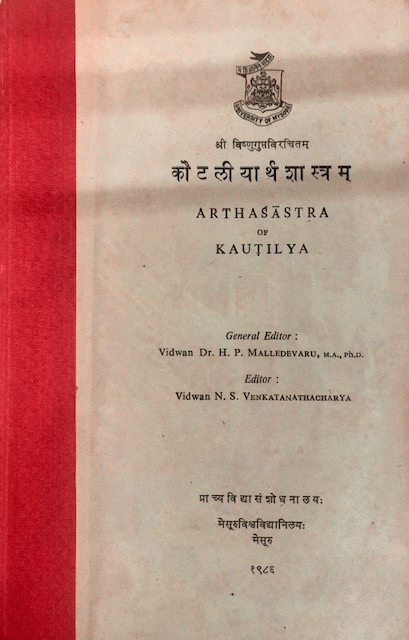 UNIVERSITY OF MYSORE
श्री विष्णुगुप्तविरचितम्
कौटलीयार्थशास्त्रम्
ARTHAŚĀSTRA
OF
KAUṬILYA
General Editor :
Vidwan Dr. H. P. MALLEDEVARU, M.A., Ph.D.
Editor :
Vidwan N. S. VENKATANATHACHARYA
प्राच्यविद्यासंशोधनालयः
मेसूरुविश्वविद्यानिलयः
मेसूरु
१९८६